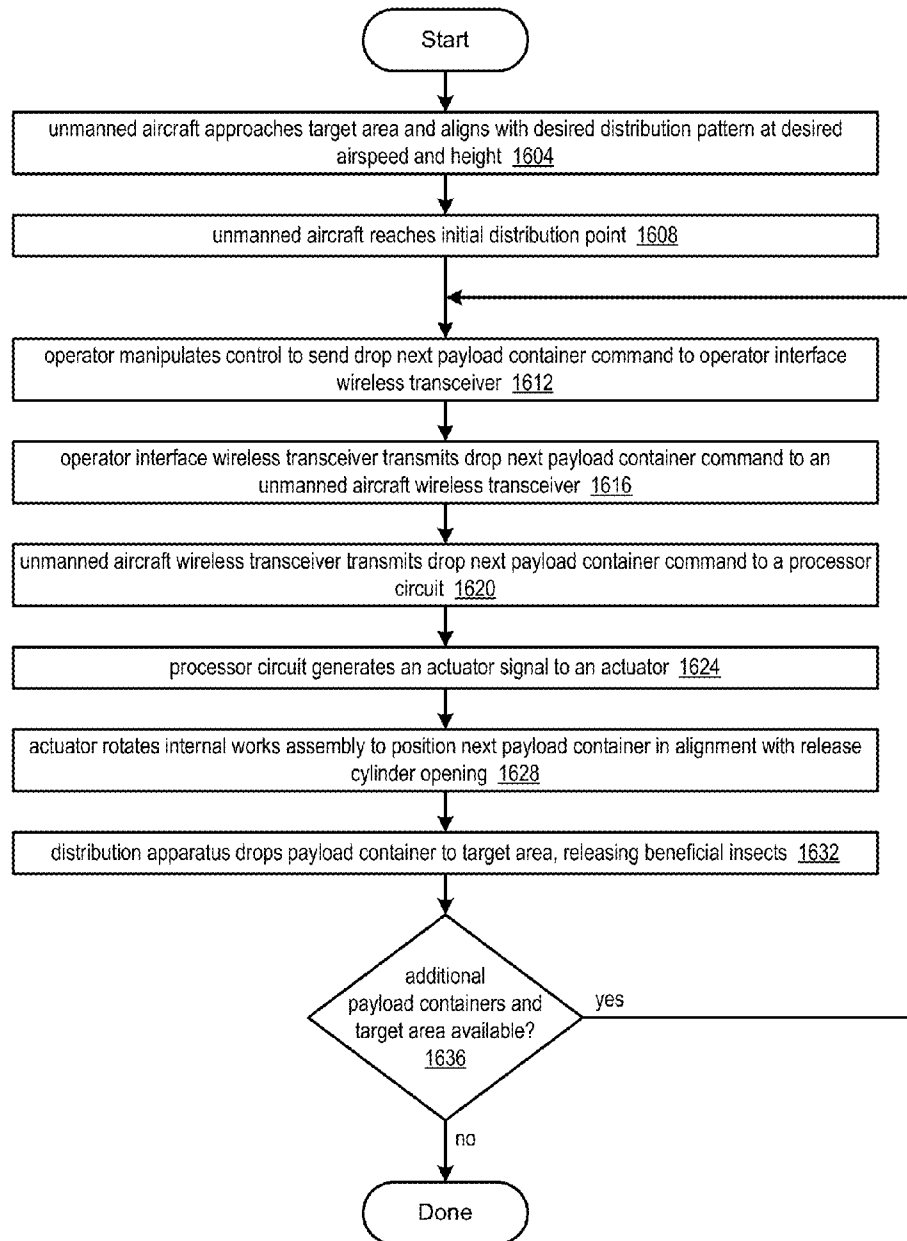 Start
unmanned aircraft approaches target area and aligns with desired distribution pattern at desired
airspeed and height 1604
unmanned aircraft reaches initial distribution point 1608
operator manipulates control to send drop next payload container command to operator interface
wireless transceiver 1612
operator interface wireless transceiver transmits drop next payload container command to an
unmanned aircraft wireless transceiver 1616
unmanned aircraft wireless transceiver transmits drop next payload container command to a processor
circuit 1620
processor circuit generates an actuator signal to an actuator 1624
actuator rotates internal works assembly to position next payload container in alignment with release
cylinder opening 1628
distribution apparatus drops payload container to target area, releasing beneficial insects 1632
additional
payload containers and
target area available?
1636
yes
no
Done